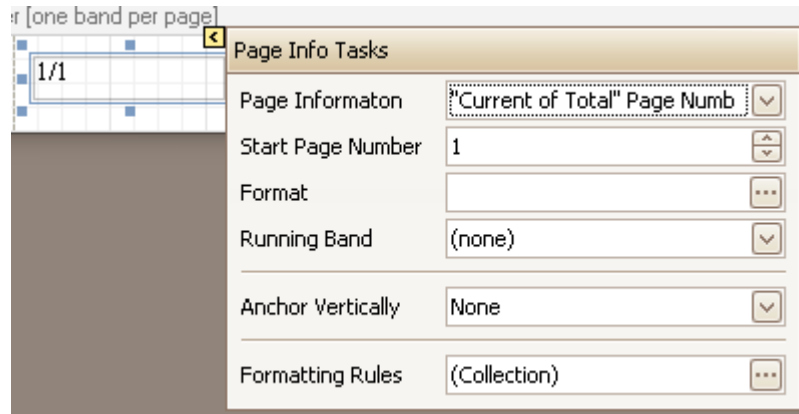 r [one band per page]
1/1
Page Info Tasks
Page Informaton "Current of Total" Page Numb
Start Page Number 1
Format
Running Band (none)
Anchor Vertically None
Formatting Rules (Collection)